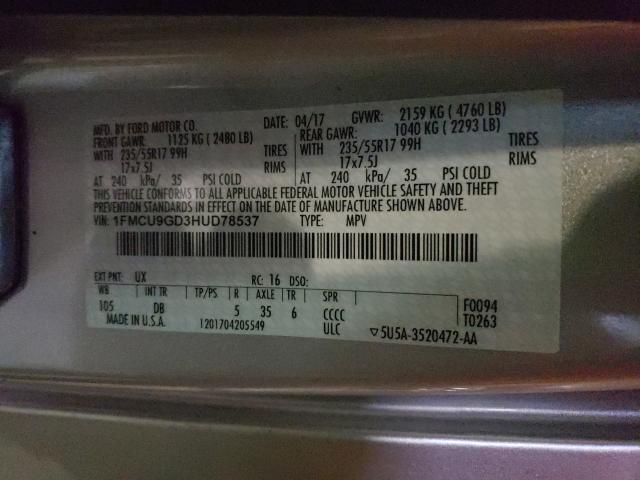 MFD. BY FORD MOTOR CO.
DATE: 04/17 GVWR: 2159 KG ( 4760 LB)
FRONT GAWR: 1125 KG ( 2480 LB) REAR GAWR: 1040 KG ( 2293 LB)
WITH 235/55R17 99H TIRES WITH 235/55R17 99H TIRES
17x7.5J RIMS 17x7.5J RIMS
AT 240 kPa/ 35 PSI COLD AT 240 kPa/ 35 PSI COLD
THIS VEHICLE CONFORMS TO ALL APPLICABLE FEDERAL MOTOR VEHICLE SAFETY AND THEFT
PREVENTION STANDARDS IN EFFECT ON THE DATE OF MANUFACTURE SHOWN ABOVE.
VIN: 1FMCU9GD3HUD78537 TYPE: MPV
EXT PNT: UX RC: 16 DSO:
WB INT TR TP/PS R AXLE TR SPR
105 DB 5 35 6 CCCC
F0094
T0263
MADE IN U.S.A. 1201704205549 ULC ▽5U5A-3520472-AA